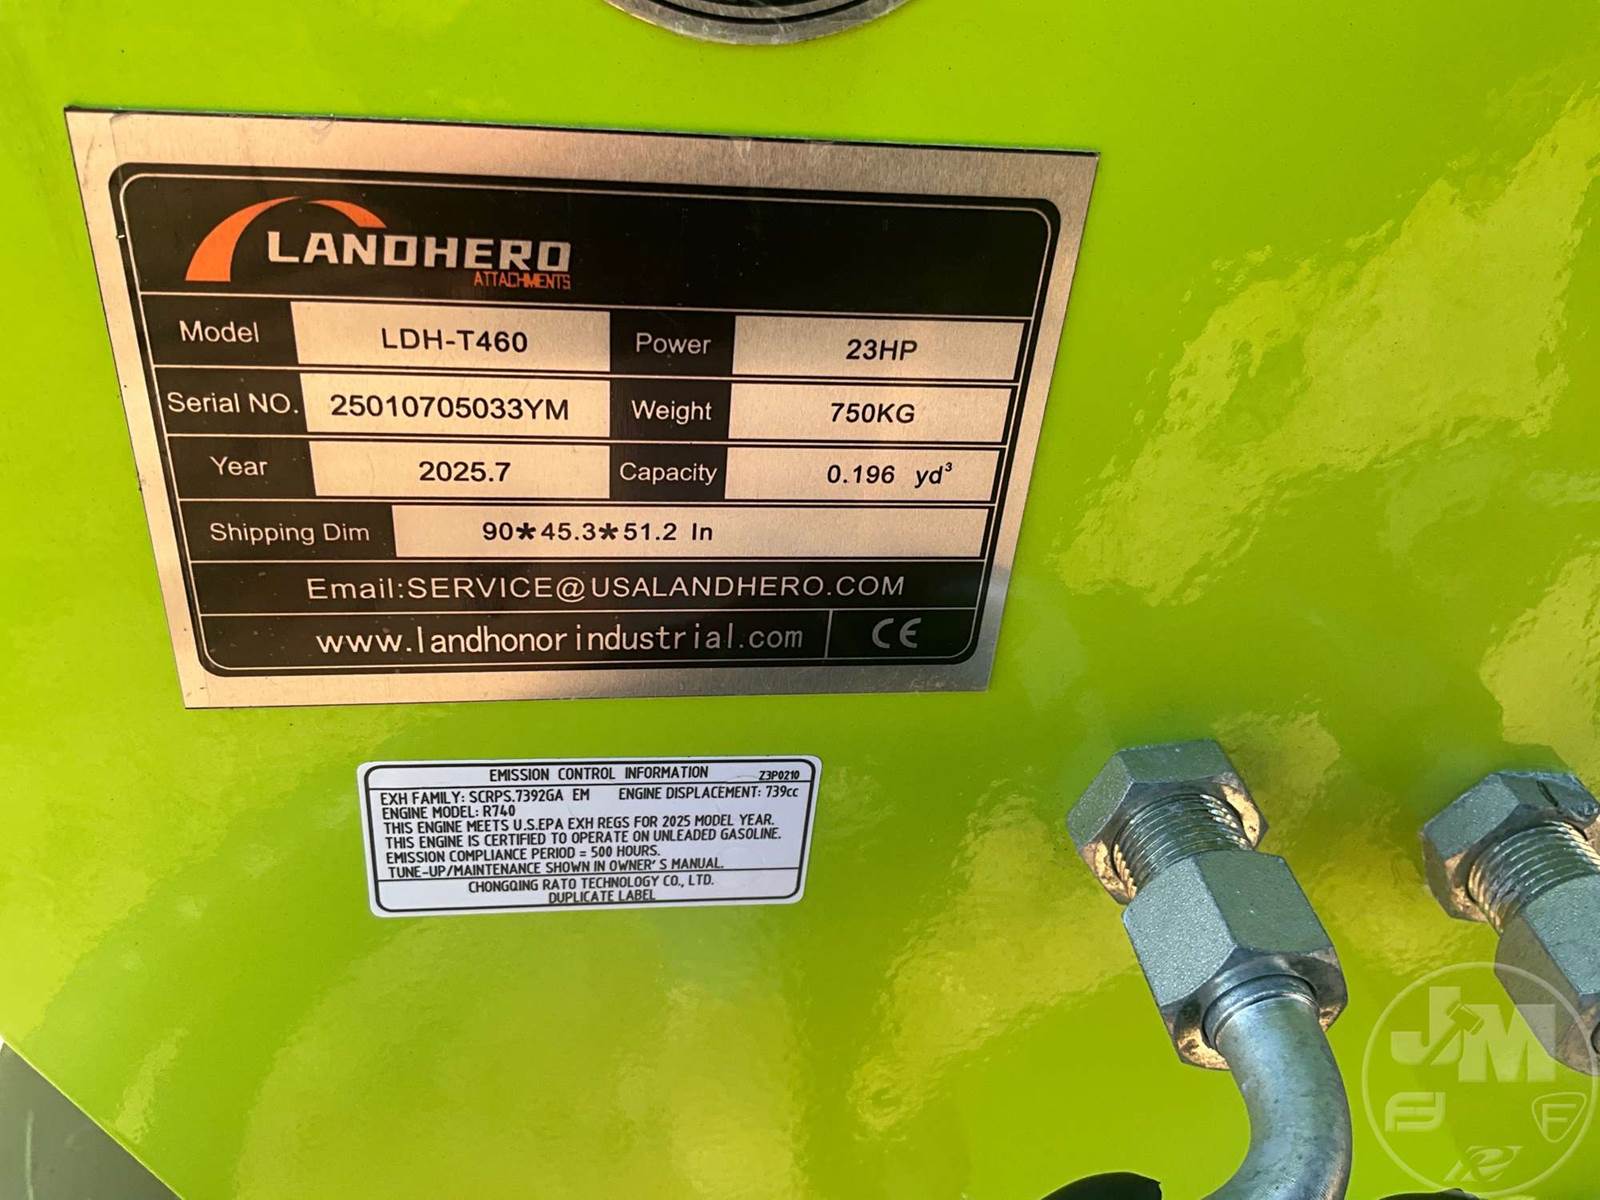 LANDHERO
ATTACHMENTS
Model LDH-T460 Power 23HP
Serial NO. 25010705033YM Weight 750KG
Year 2025.7 Capacity 0.196 yd³
Shipping Dim 90*45.3*51.2 In
Email:SERVICE@USALANDHERO.COM
www.landhonorindustrial.com CE
EMISSION CONTROL INFORMATION Z3P0210
EXH FAMILY: SCRPS.7392GA EM ENGINE DISPLACEMENT: 739cc
ENGINE MODEL: R740
THIS ENGINE MEETS U.S.EPA EXH REGS FOR 2025 MODEL YEAR.
THIS ENGINE IS CERTIFIED TO OPERATE ON UNLEADED GASOLINE.
EMISSION COMPLIANCE PERIOD = 500 HOURS.
TUNE-UP/MAINTENANCE SHOWN IN OWNER'S MANUAL.
CHONGQING RATO TECHNOLOGY CO., LTD.
DUPLICATE LABEL
JM